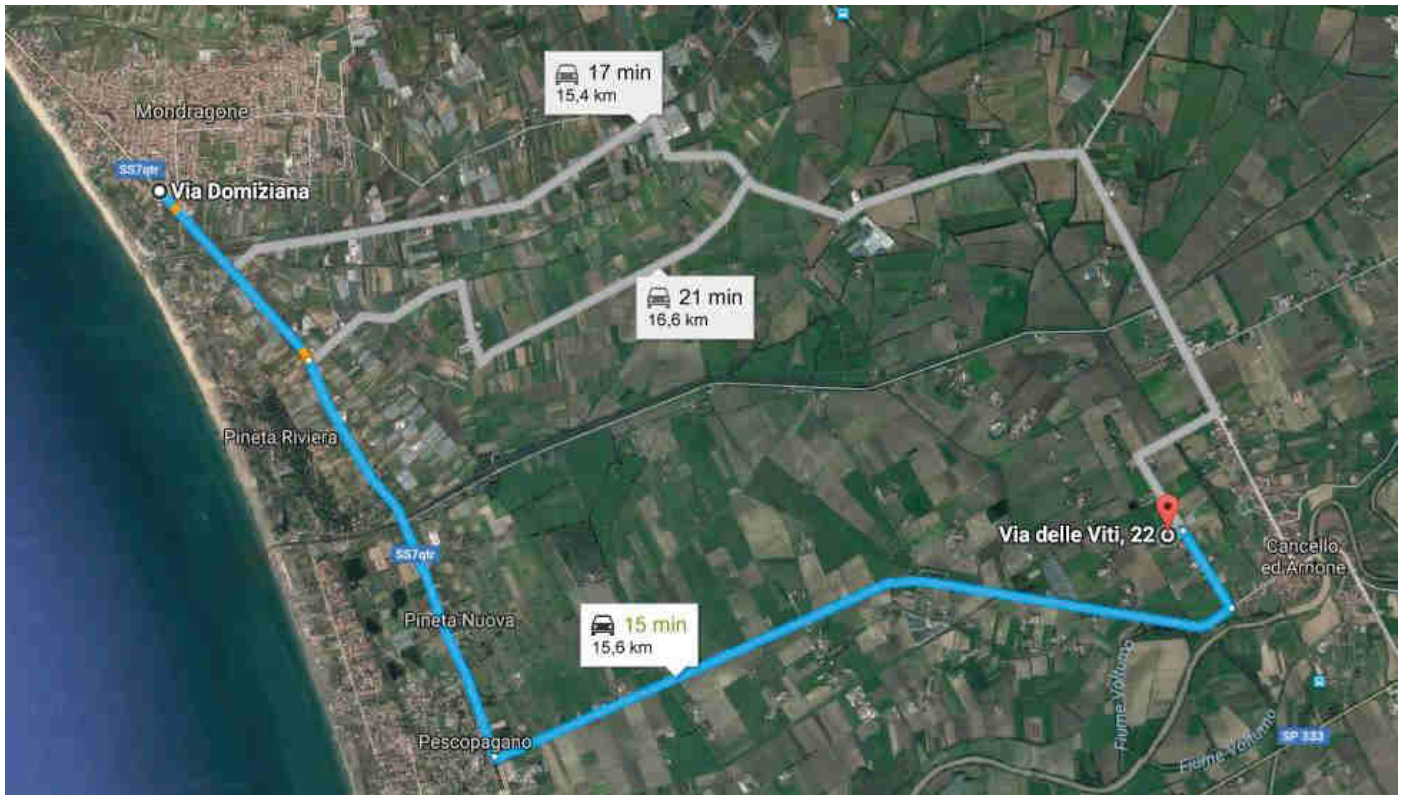 17 min
15,4 km
Mondragone
SS7qtr
Via Domiziana
21 min
16,6 km
Pineta Riviera
Via delle Viti, 22
Cancello
ed Arnone
SS7qtr
Pineta Nuova
15 min
15,6 km
Fiume Volturno
Pescopagano
Fiume Volturno
SP 333